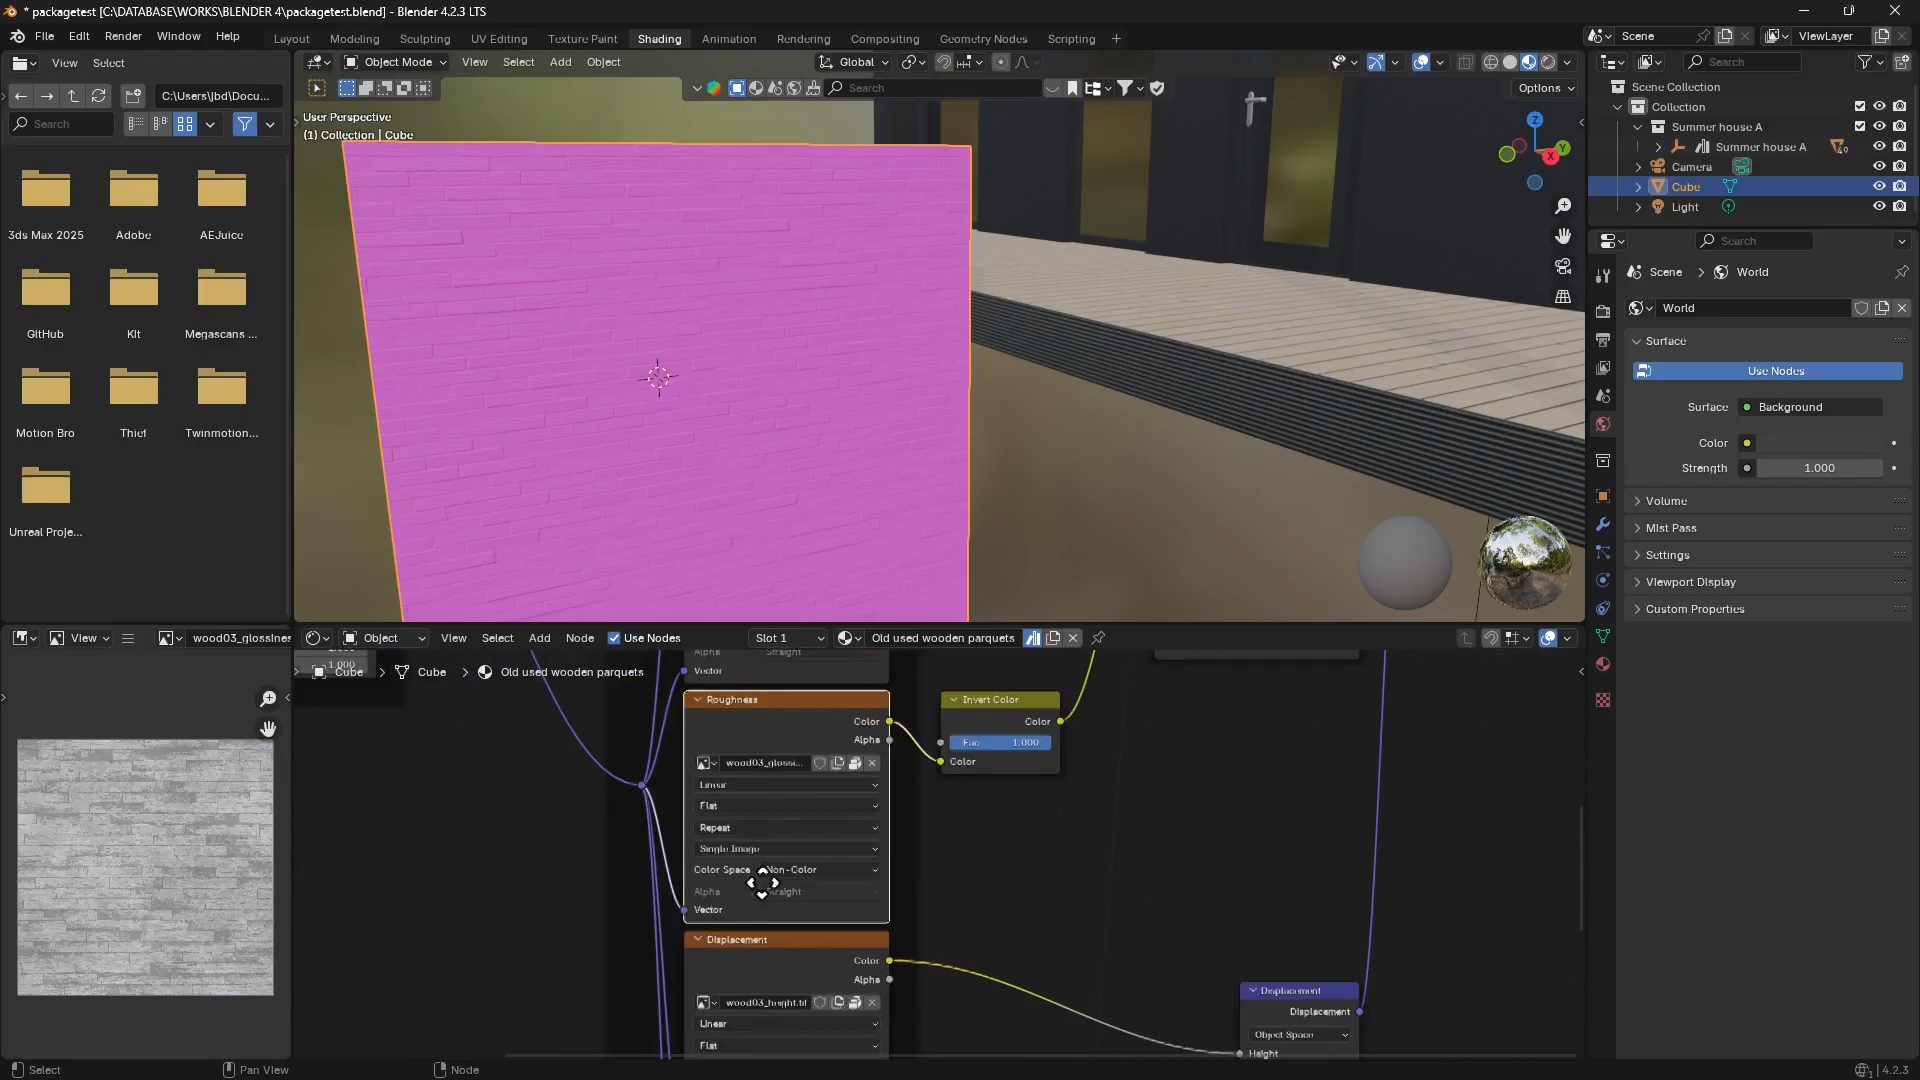 * packagetest [C:\DATABASE\WORKS\BLENDER 4\packagetest.blend] - Blender 4.2.3 LTS
File Edit Render Window Help
Layout Modeling Sculpting UV Editing Texture Paint Shading Animation Rendering Compositing Geometry Nodes Scripting +
Scene ViewLayer
View Select
Object Mode View Select Add Object Global
Search
C:\Users\jbd\Docu...
Search
Search
Options
3ds Max 2025 Adobe AEJuice
GitHub Kit Megascans ...
Motion Bro Thief Twinmotion...
Unreal Proje...
User Perspective
(1) Collection | Cube
Z
Y
X
Scene Collection
Collection
Summer house A
Summer house A 49
Camera
Cube
Light
Search
Scene > World
World
Surface
Use Nodes
Surface Background
Color
Strength 1.000
Volume
Mist Pass
Settings
Viewport Display
Custom Properties
View wood03_glossines
Object View Select Add Node Use Nodes Slot 1 Old used wooden parquets
1.000
Cube > Cube > Old used wooden parquets
Alpha Straight
Vector
Roughness
Color
Alpha
wood03_glossi...
Linear
Flat
Repeat
Single Image
Color Space Non-Color
Alpha
Vector
Invert Color
Color
Fac 1.000
Color
Displacement
Color
Alpha
wood03_height.tif
Linear
Flat
Displacement
Displacement
Object Space
Height
Select Pan View Node 4.2.3